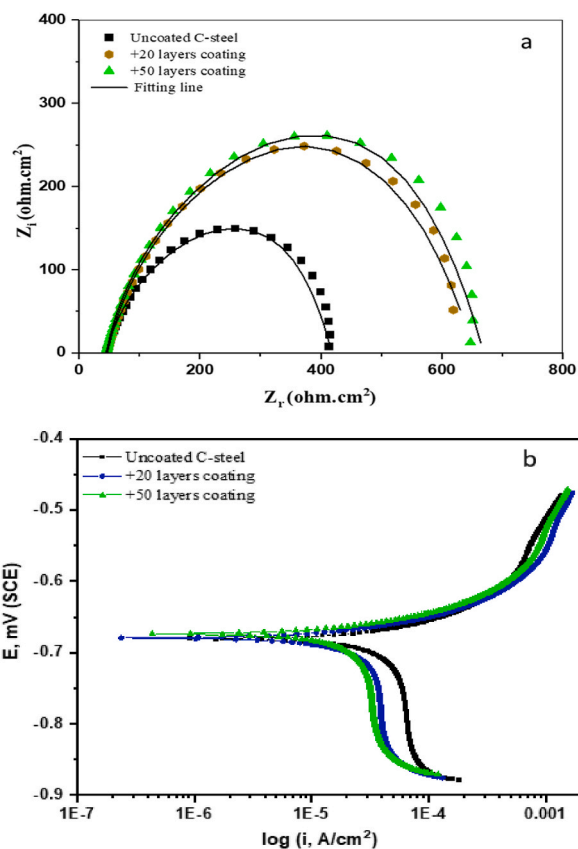 400
Uncoated C-steel
+20 layers coating
+50 layers coating
Fitting line
a
300
200
100
0
Zi (ohm.cm2)
0 200 400 600 800
Zr (ohm.cm2)
-0.4
Uncoated C-steel
+20 layers coating
+50 layers coating
b
-0.5
-0.6
-0.7
-0.8
-0.9
E, mV (SCE)
1E-7 1E-6 1E-5 1E-4 0.001
log (i, A/cm2)